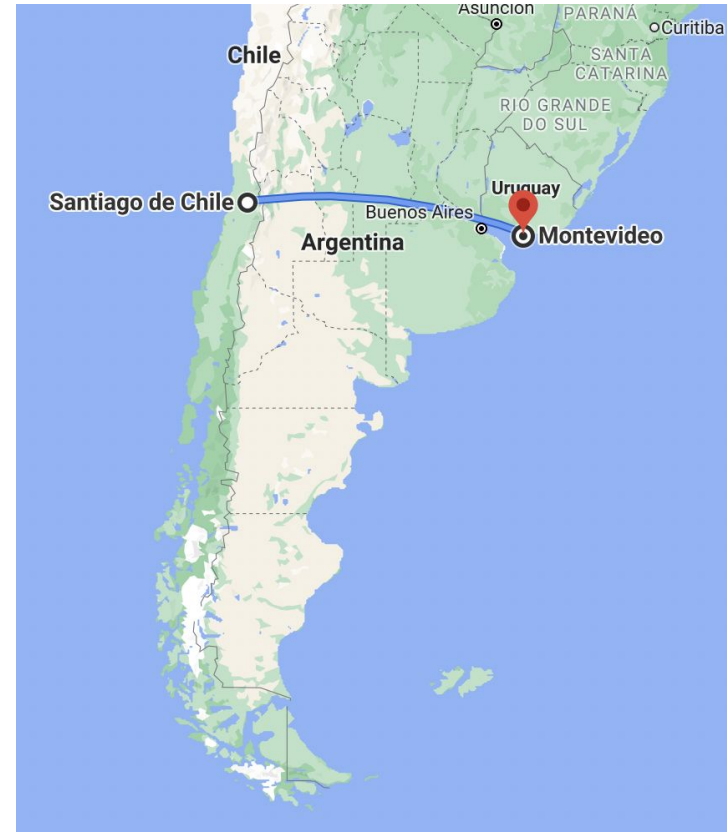 Asunción
PARANÁ
Curitiba
Chile
SANTA
CATARINA
RIO GRANDE
DO SUL
Uruguay
Santiago de Chile
Buenos Aires
Montevideo
Argentina